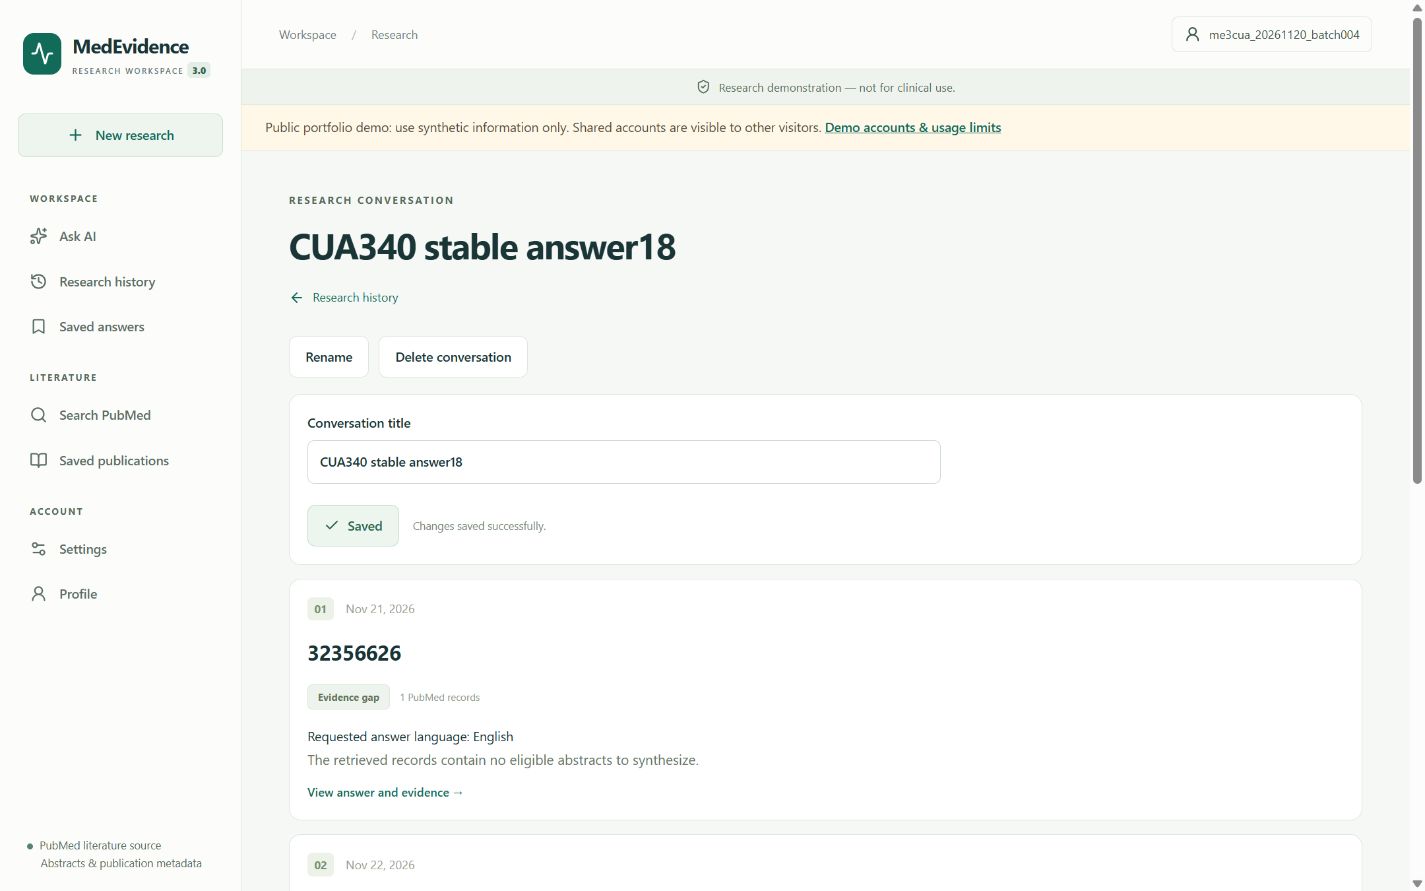 MedEvidence
RESEARCH WORKSPACE 3.0
New research
WORKSPACE
Ask AI
Research history
Saved answers
LITERATURE
Search PubMed
Saved publications
ACCOUNT
Settings
Profile
PubMed literature source
Abstracts & publication metadata
Workspace / Research
me3cua_20261120_batch004
Research demonstration — not for clinical use.
Public portfolio demo: use synthetic information only. Shared accounts are visible to other visitors. Demo accounts & usage limits
RESEARCH CONVERSATION
CUA340 stable answer18
← Research history
Rename
Delete conversation
Conversation title
CUA340 stable answer18
Saved
Changes saved successfully.
01 Nov 21, 2026
32356626
Evidence gap 1 PubMed records
Requested answer language: English
The retrieved records contain no eligible abstracts to synthesize.
View answer and evidence →
02 Nov 22, 2026